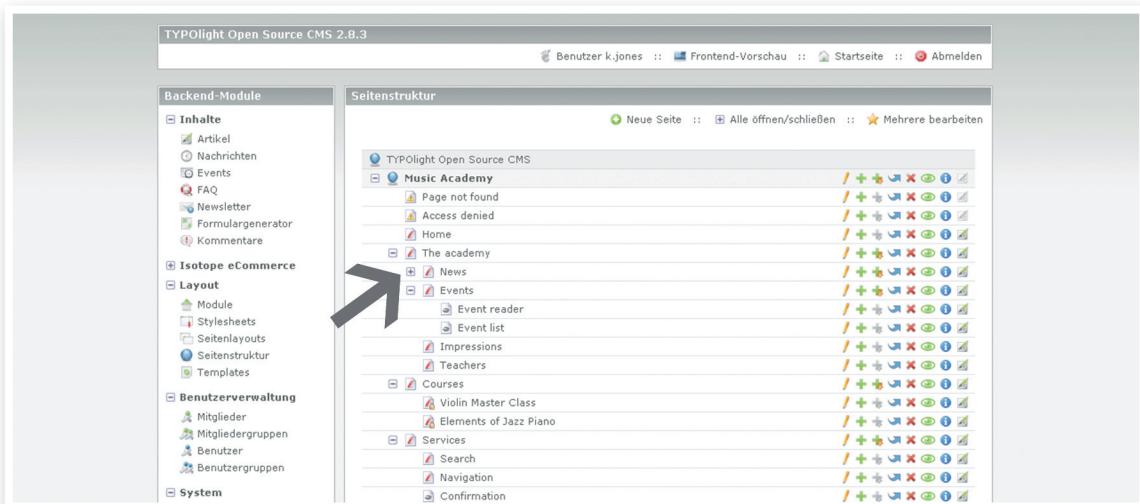 TYPOlight Open Source CMS 2.8.3
Benutzer k.jones :: Frontend-Vorschau :: Startseite :: Abmelden
Backend-Module
Inhalte
Artikel
Nachrichten
Events
FAQ
Newsletter
Formulargenerator
Kommentare
Isotope eCommerce
Layout
Module
Stylesheets
Seitenlayouts
Seitenstruktur
Templates
Benutzerverwaltung
Mitglieder
Mitgliedergruppen
Benutzer
Benutzergruppen
System
Seitenstruktur
Neue Seite :: Alle öffnen/schließen :: Mehrere bearbeiten
TYPOlight Open Source CMS
Music Academy
Page not found
Access denied
Home
The academy
News
Events
Event reader
Event list
Impressions
Teachers
Courses
Violin Master Class
Elements of Jazz Piano
Services
Search
Navigation
Confirmation